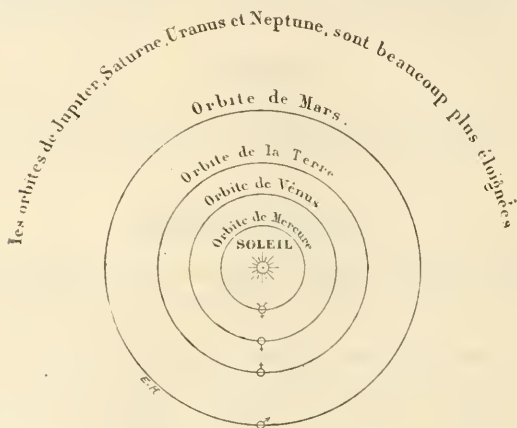 les orbites de Jupiter, Saturne, Uranus et Neptune, sont beaucoup plus éloignées
Orbite de Mars.
Orbite de la Terre
Orbite de Vénus
Orbite de Mercure
SOLEIL
E.M